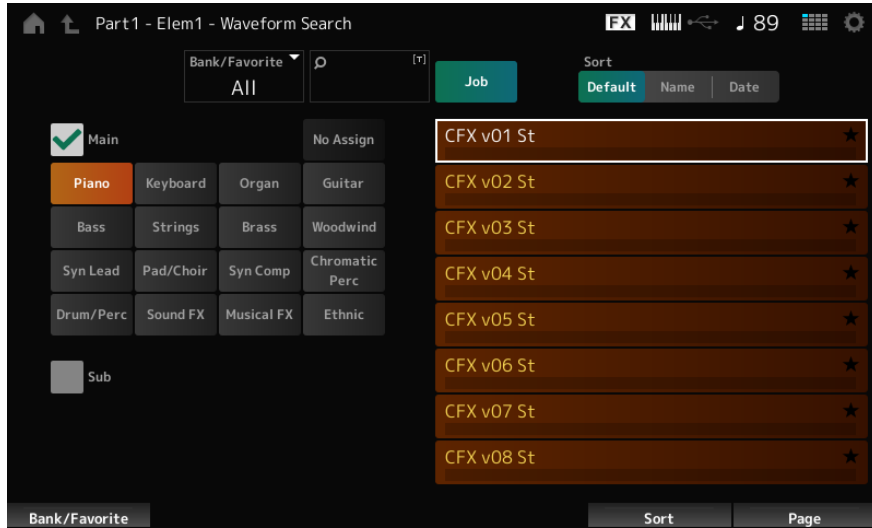 Part1 - Elem1 - Waveform Search
FX
♩ 89
Bank/Favorite
All
[T]
Job
Sort
Default Name Date
Main
No Assign
Piano Keyboard Organ Guitar
Bass Strings Brass Woodwind
Syn Lead Pad/Choir Syn Comp Chromatic
Perc
Drum/Perc Sound FX Musical FX Ethnic
Sub
CFX v01 St
CFX v02 St
CFX v03 St
CFX v04 St
CFX v05 St
CFX v06 St
CFX v07 St
CFX v08 St
Bank/Favorite Sort Page